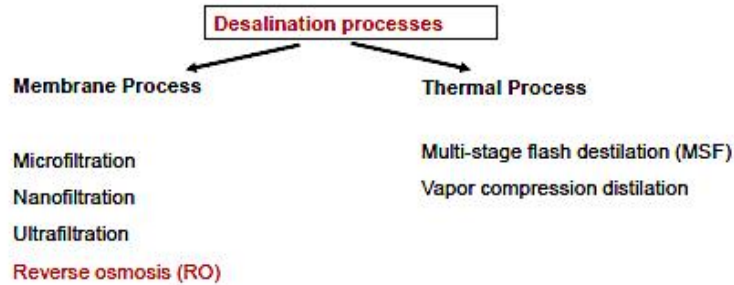 Desalination processes
Membrane Process
Microfiltration
Nanofiltration
Ultrafiltration
Reverse osmosis (RO)
Thermal Process
Multi-stage flash destilation (MSF)
Vapor compression distilation